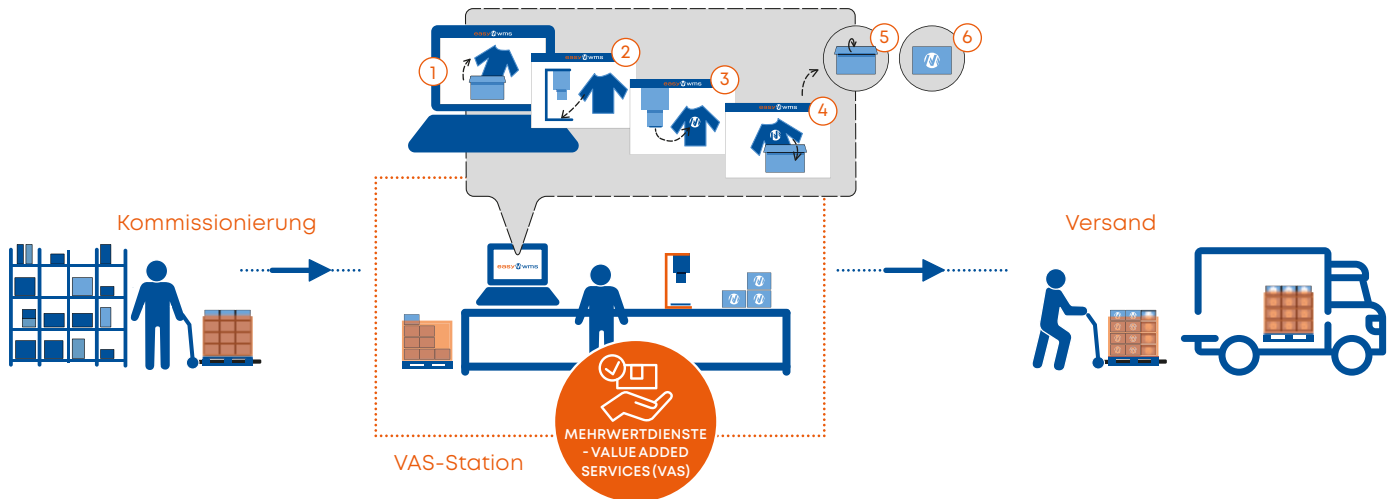 easy wms
1
easy wms
2
easy wms
3
easy wms
4
5
6
Kommissionierung
easy wms
Versand
VAS-Station
MEHRWERTDIENSTE
- VALUE ADDED
SERVICES (VAS)